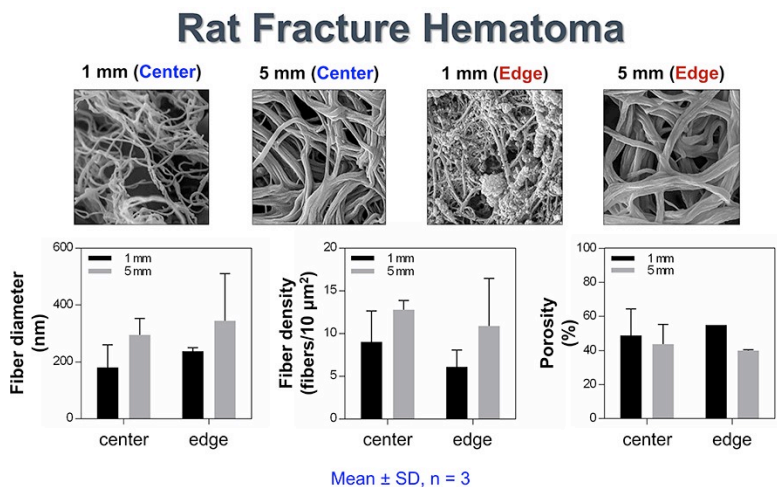 Rat Fracture Hematoma
1 mm (Center)
5 mm (Center)
1 mm (Edge)
5 mm (Edge)
Fiber diameter
(nm)
600
400
200
0
1 mm
5 mm
center
edge
Fiber density
(fibers/10 µm²)
20
15
10
5
0
1 mm
5 mm
center
edge
Porosity
(%)
100
80
60
40
20
0
1 mm
5 mm
center
edge
Mean ± SD, n = 3